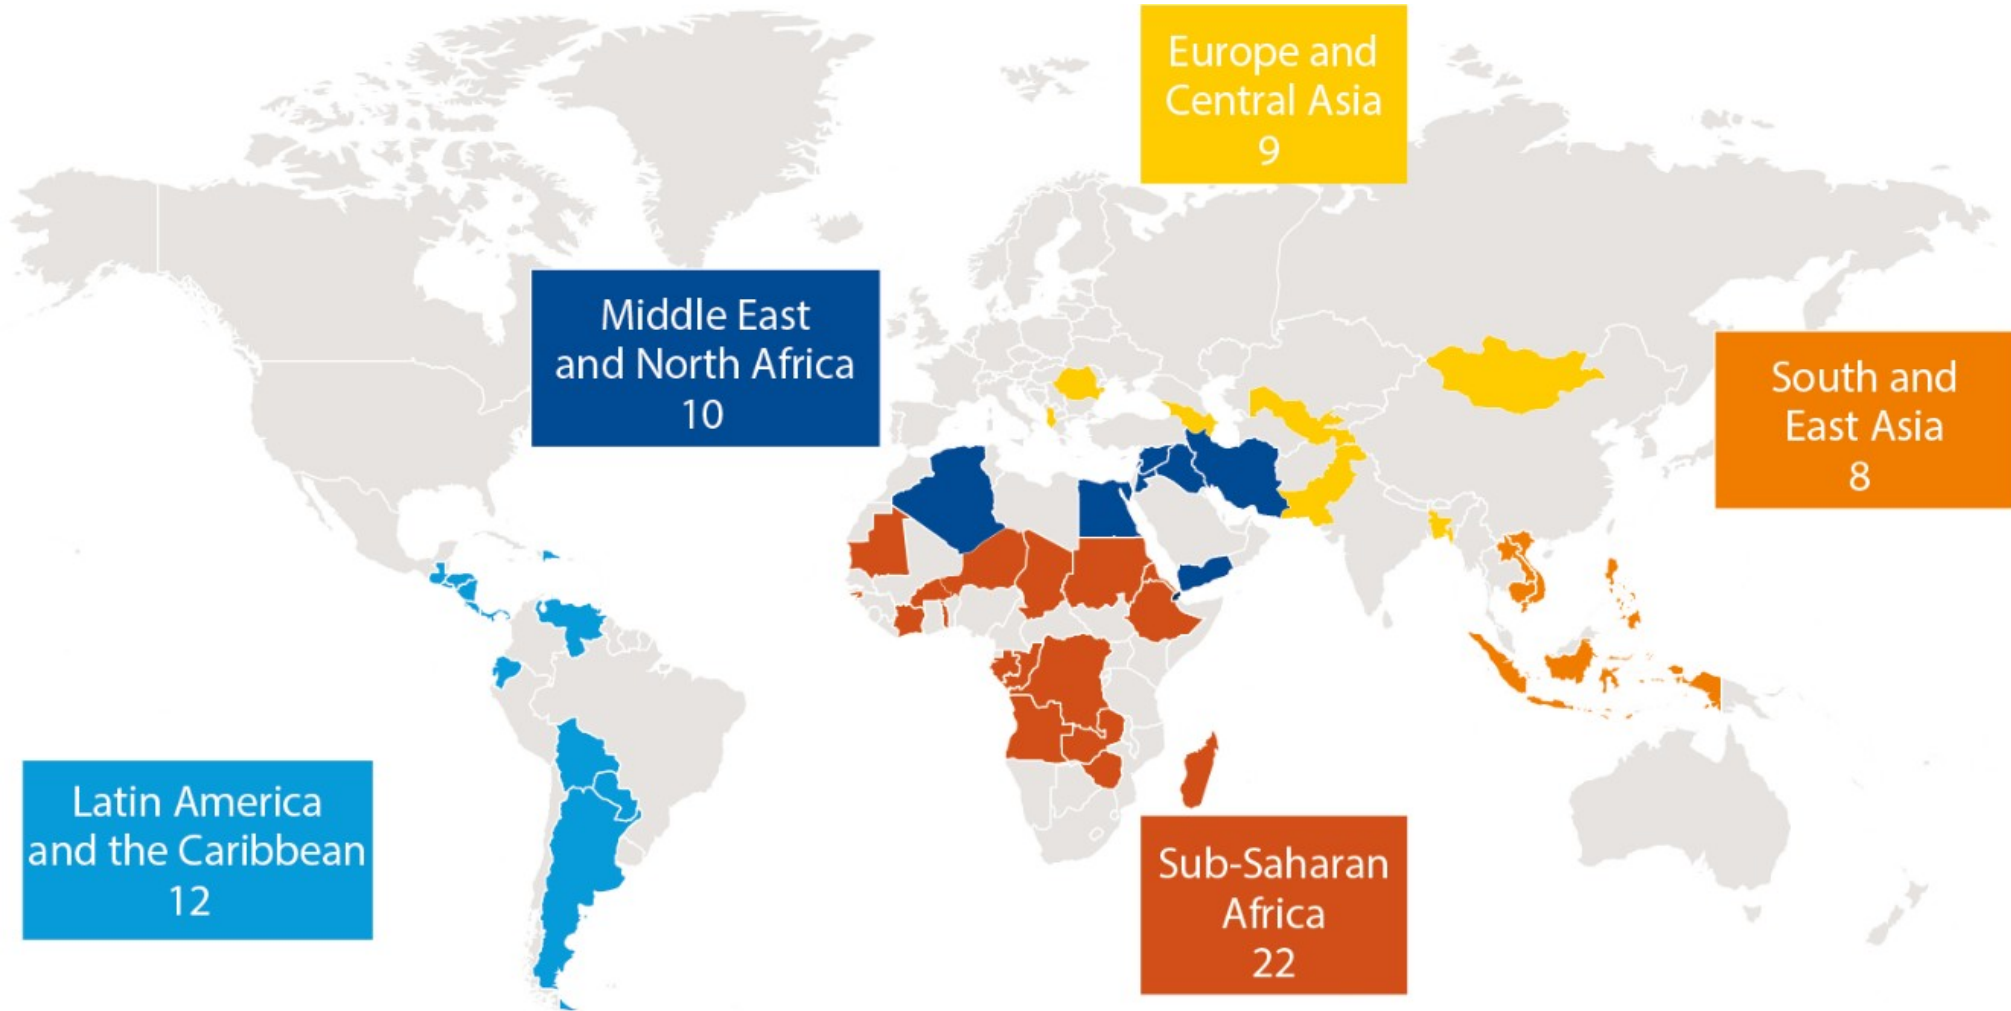 Europe and
Central Asia
9
Middle East
and North Africa
10
South and
East Asia
8
Latin America
and the Caribbean
12
Sub-Saharan
Africa
22